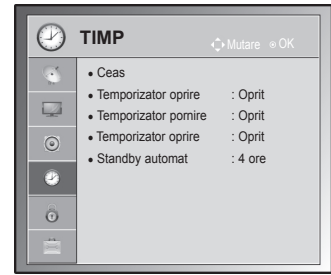 TIMP
Mutare OK
Ceas
Temporizator oprire : Oprit
Temporizator pornire : Oprit
Temporizator oprire : Oprit
Standby automat : 4 ore